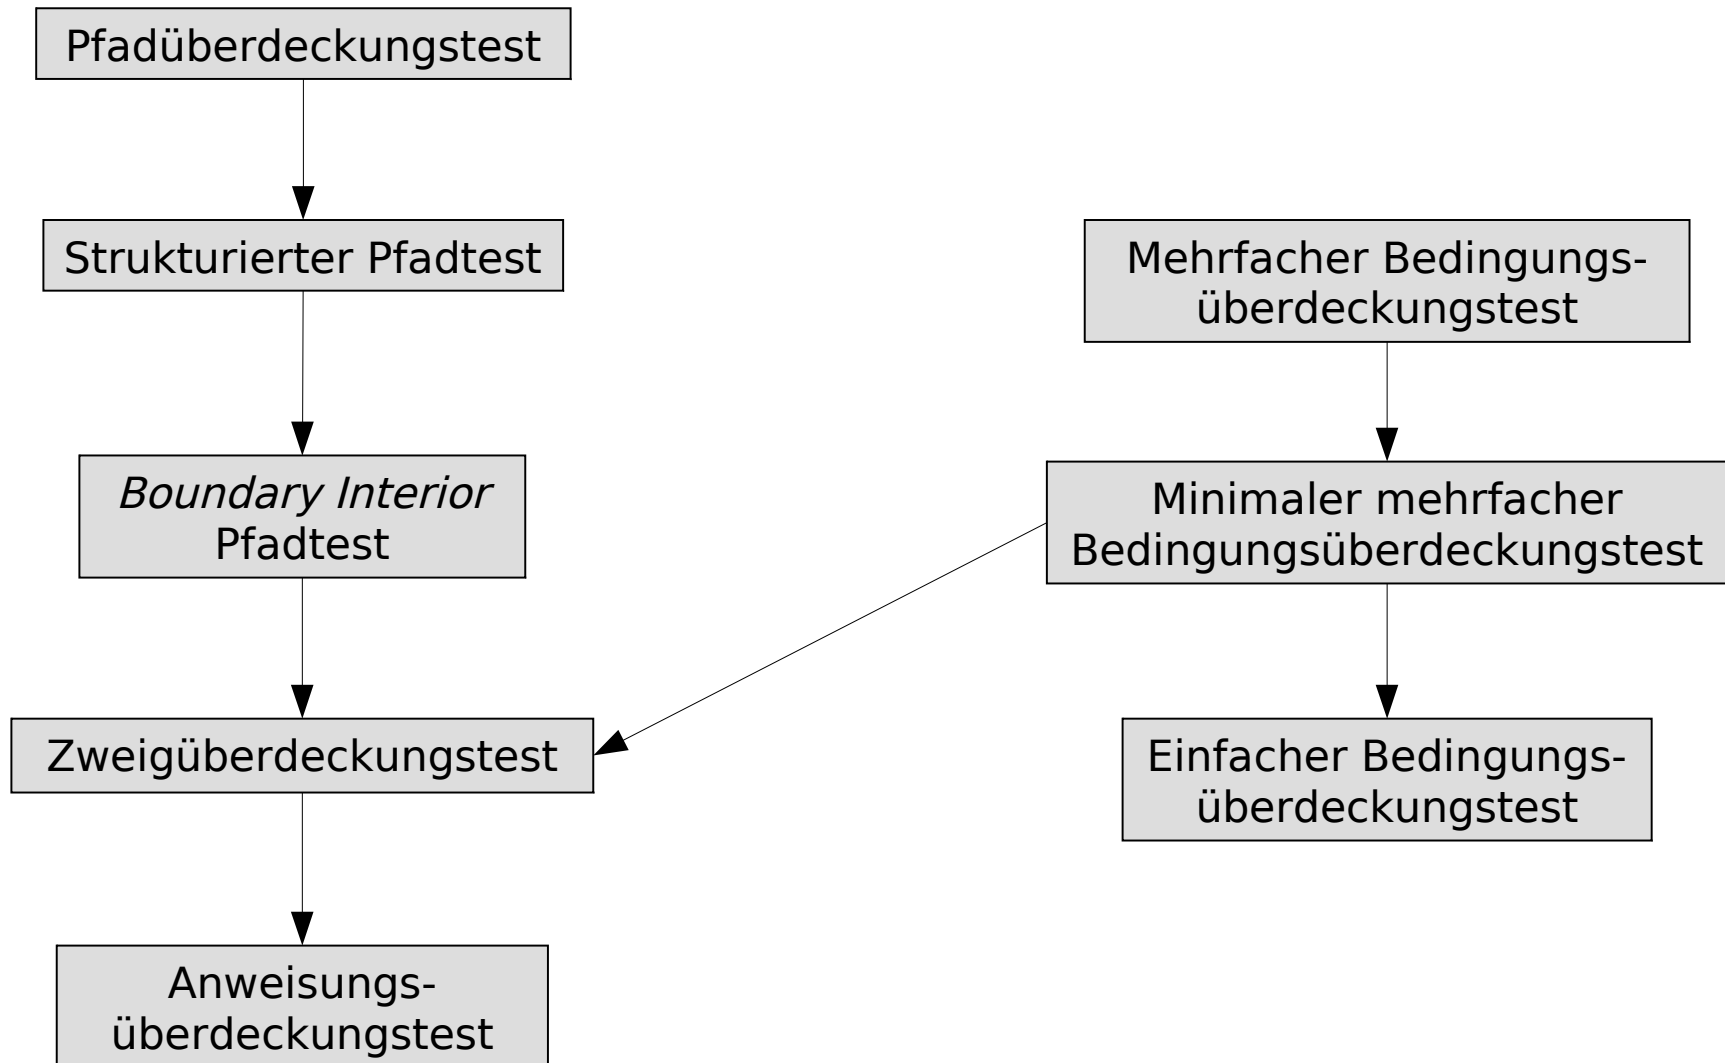 Pfadüberdeckungstest
Strukturierter Pfadtest
Mehrfacher Bedingungs-
überdeckungstest
Boundary Interior
Pfadtest
Minimaler mehrfacher
Bedingungsüberdeckungstest
Zweigüberdeckungstest
Einfacher Bedingungs-
überdeckungstest
Anweisungs-
überdeckungstest